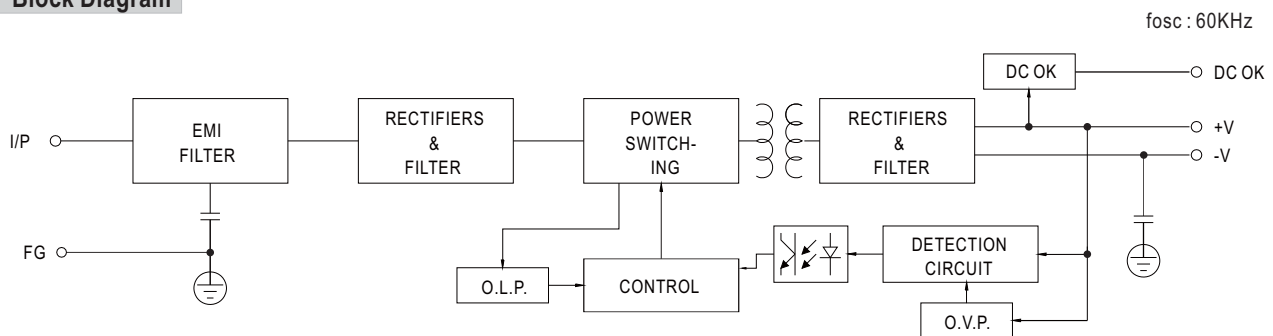 Block Diagram
fosc : 60KHz
I/P
EMI
FILTER
RECTIFIERS
&
FILTER
POWER
SWITCH-
ING
RECTIFIERS
&
FILTER
DC OK
DC OK
+V
-V
FG
O.L.P.
CONTROL
DETECTION
CIRCUIT
O.V.P.